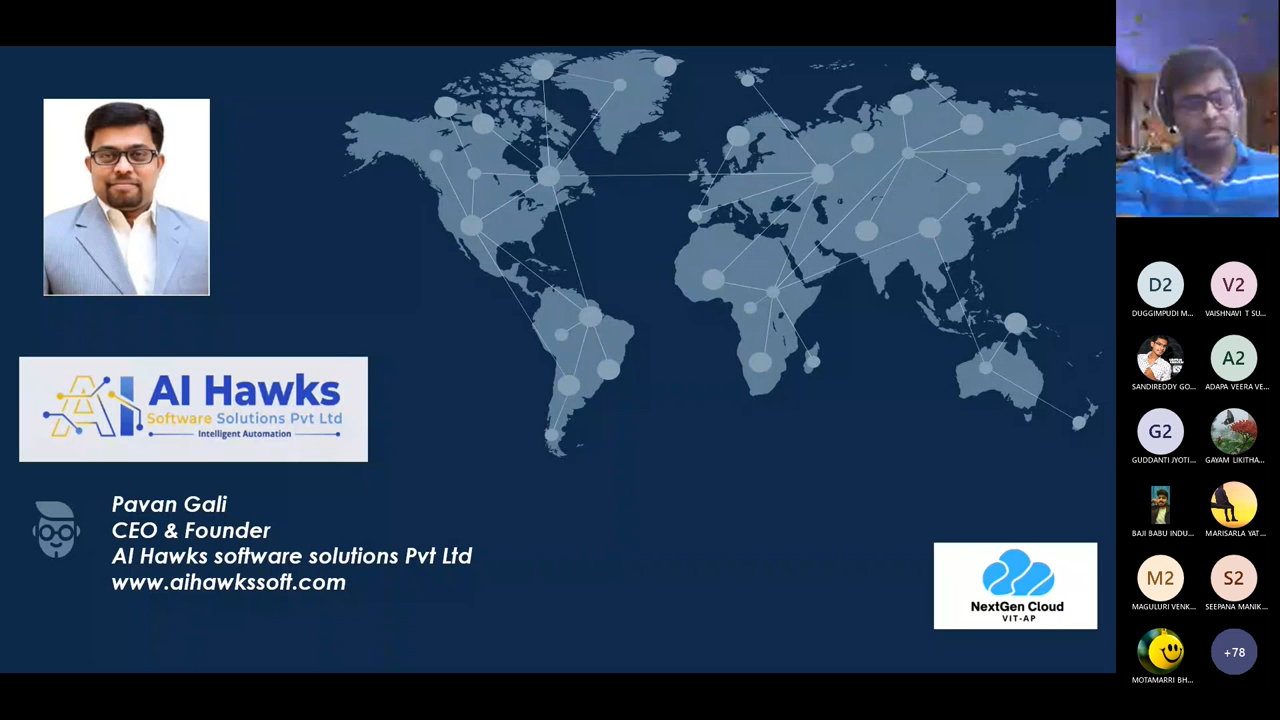 AI Hawks
Software Solutions Pvt Ltd
Intelligent Automation
Pavan Gali
CEO & Founder
AI Hawks software solutions Pvt Ltd
www.aihawkssoft.com
NextGen Cloud
VIT-AP
D2
V2
DUGGIMPUDI M...
VAISHNAVI T SU...
SANDIREDDY GO...
A2
ADAPA VEERA VE...
G2
GUDDANTI JYOTI...
GAYAM LIKITHA...
BAJI BABU INDU...
MARISARLA YAT...
M2
S2
MAGULURI VENK...
SEEPANA MANIK...
MOTAMARRI BH...
+78